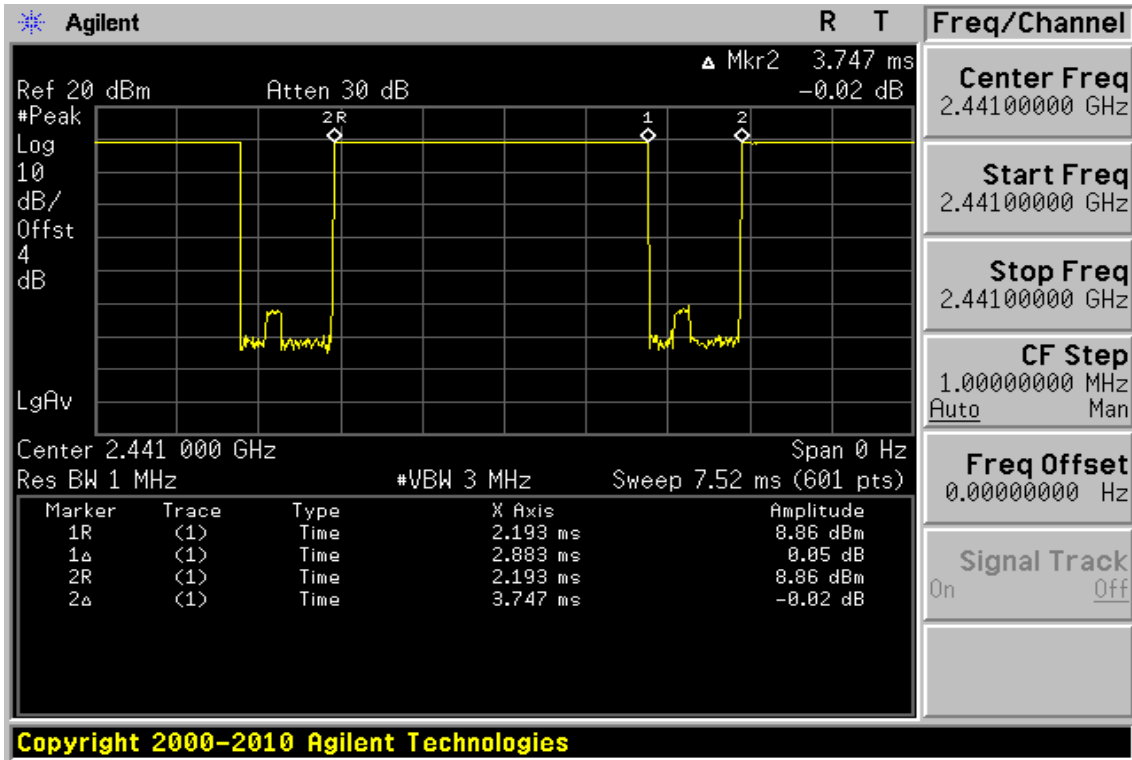 Agilent
R T
Freq/Channel
Δ Mkr2 3.747 ms
Ref 20 dBm Atten 30 dB -0.02 dB
#Peak
Log
10
dB/
Offst
4
dB
LgAv
2R
1
2
Center 2.441 000 GHz Span 0 Hz
Res BW 1 MHz #VBW 3 MHz Sweep 7.52 ms (601 pts)
Marker Trace Type X Axis Amplitude
1R (1) Time 2.193 ms 8.86 dBm
1Δ (1) Time 2.883 ms 0.05 dB
2R (1) Time 2.193 ms 8.86 dBm
2Δ (1) Time 3.747 ms -0.02 dB
Center Freq
2.44100000 GHz
Start Freq
2.44100000 GHz
Stop Freq
2.44100000 GHz
CF Step
1.00000000 MHz
Auto Man
Freq Offset
0.00000000 Hz
Signal Track
On Off
Copyright 2000-2010 Agilent Technologies